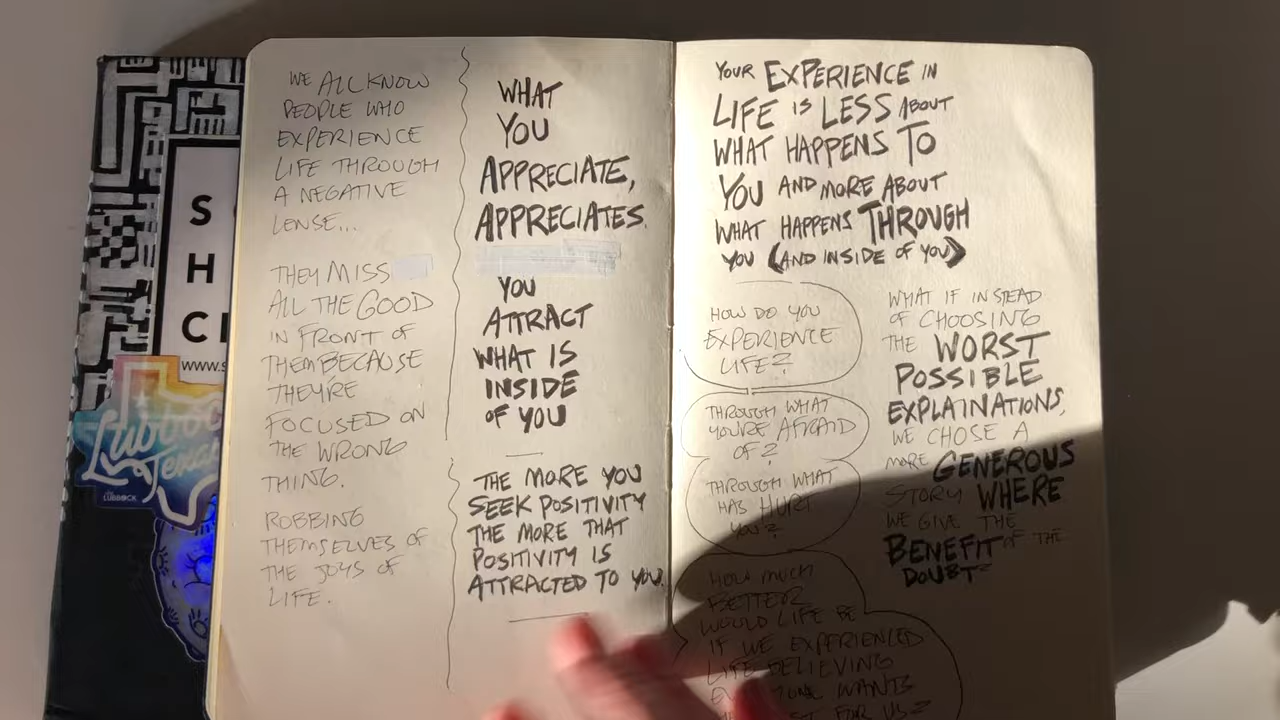 WE ALL KNOW
PEOPLE WHO
EXPERIENCE
LIFE THROUGH
A NEGATIVE
LENSE...
THEY MISS
ALL THE GOOD
IN FRONT OF
THEM BECAUSE
THEY'RE
FOCUSED ON
THE WRONG
THING.
ROBBING
THEMSELVES OF
THE JOYS OF
LIFE.
WHAT
YOU
APPRECIATE,
APPRECIATES.
YOU
ATTRACT
WHAT IS
INSIDE
OF YOU
THE MORE YOU
SEEK POSITIVITY
THE MORE THAT
POSITIVITY IS
ATTRACTED TO YOU.
YOUR EXPERIENCE IN
LIFE IS LESS ABOUT
WHAT HAPPENS TO
YOU AND MORE ABOUT
WHAT HAPPENS THROUGH
YOU (AND INSIDE OF YOU)
HOW DO YOU
EXPERIENCE
LIFE?
THROUGH WHAT
YOU'RE AFRAID
OF?
THROUGH WHAT
HAS HURT
YOU?
HOW MUCH
BETTER
WOULD LIFE BE
IF WE EXPERIENCED
LIFE BELIEVING
WANTS
FOR US?
WHAT IF INSTEAD
OF CHOOSING
THE WORST
POSSIBLE
EXPLAINATIONS,
WE CHOSE A
MORE GENEROUS
STORY WHERE
WE GIVE THE
BENEFIT OF THE
DOUBT?
S
H
www.s
Lubbock
Texas
LUBBOCK